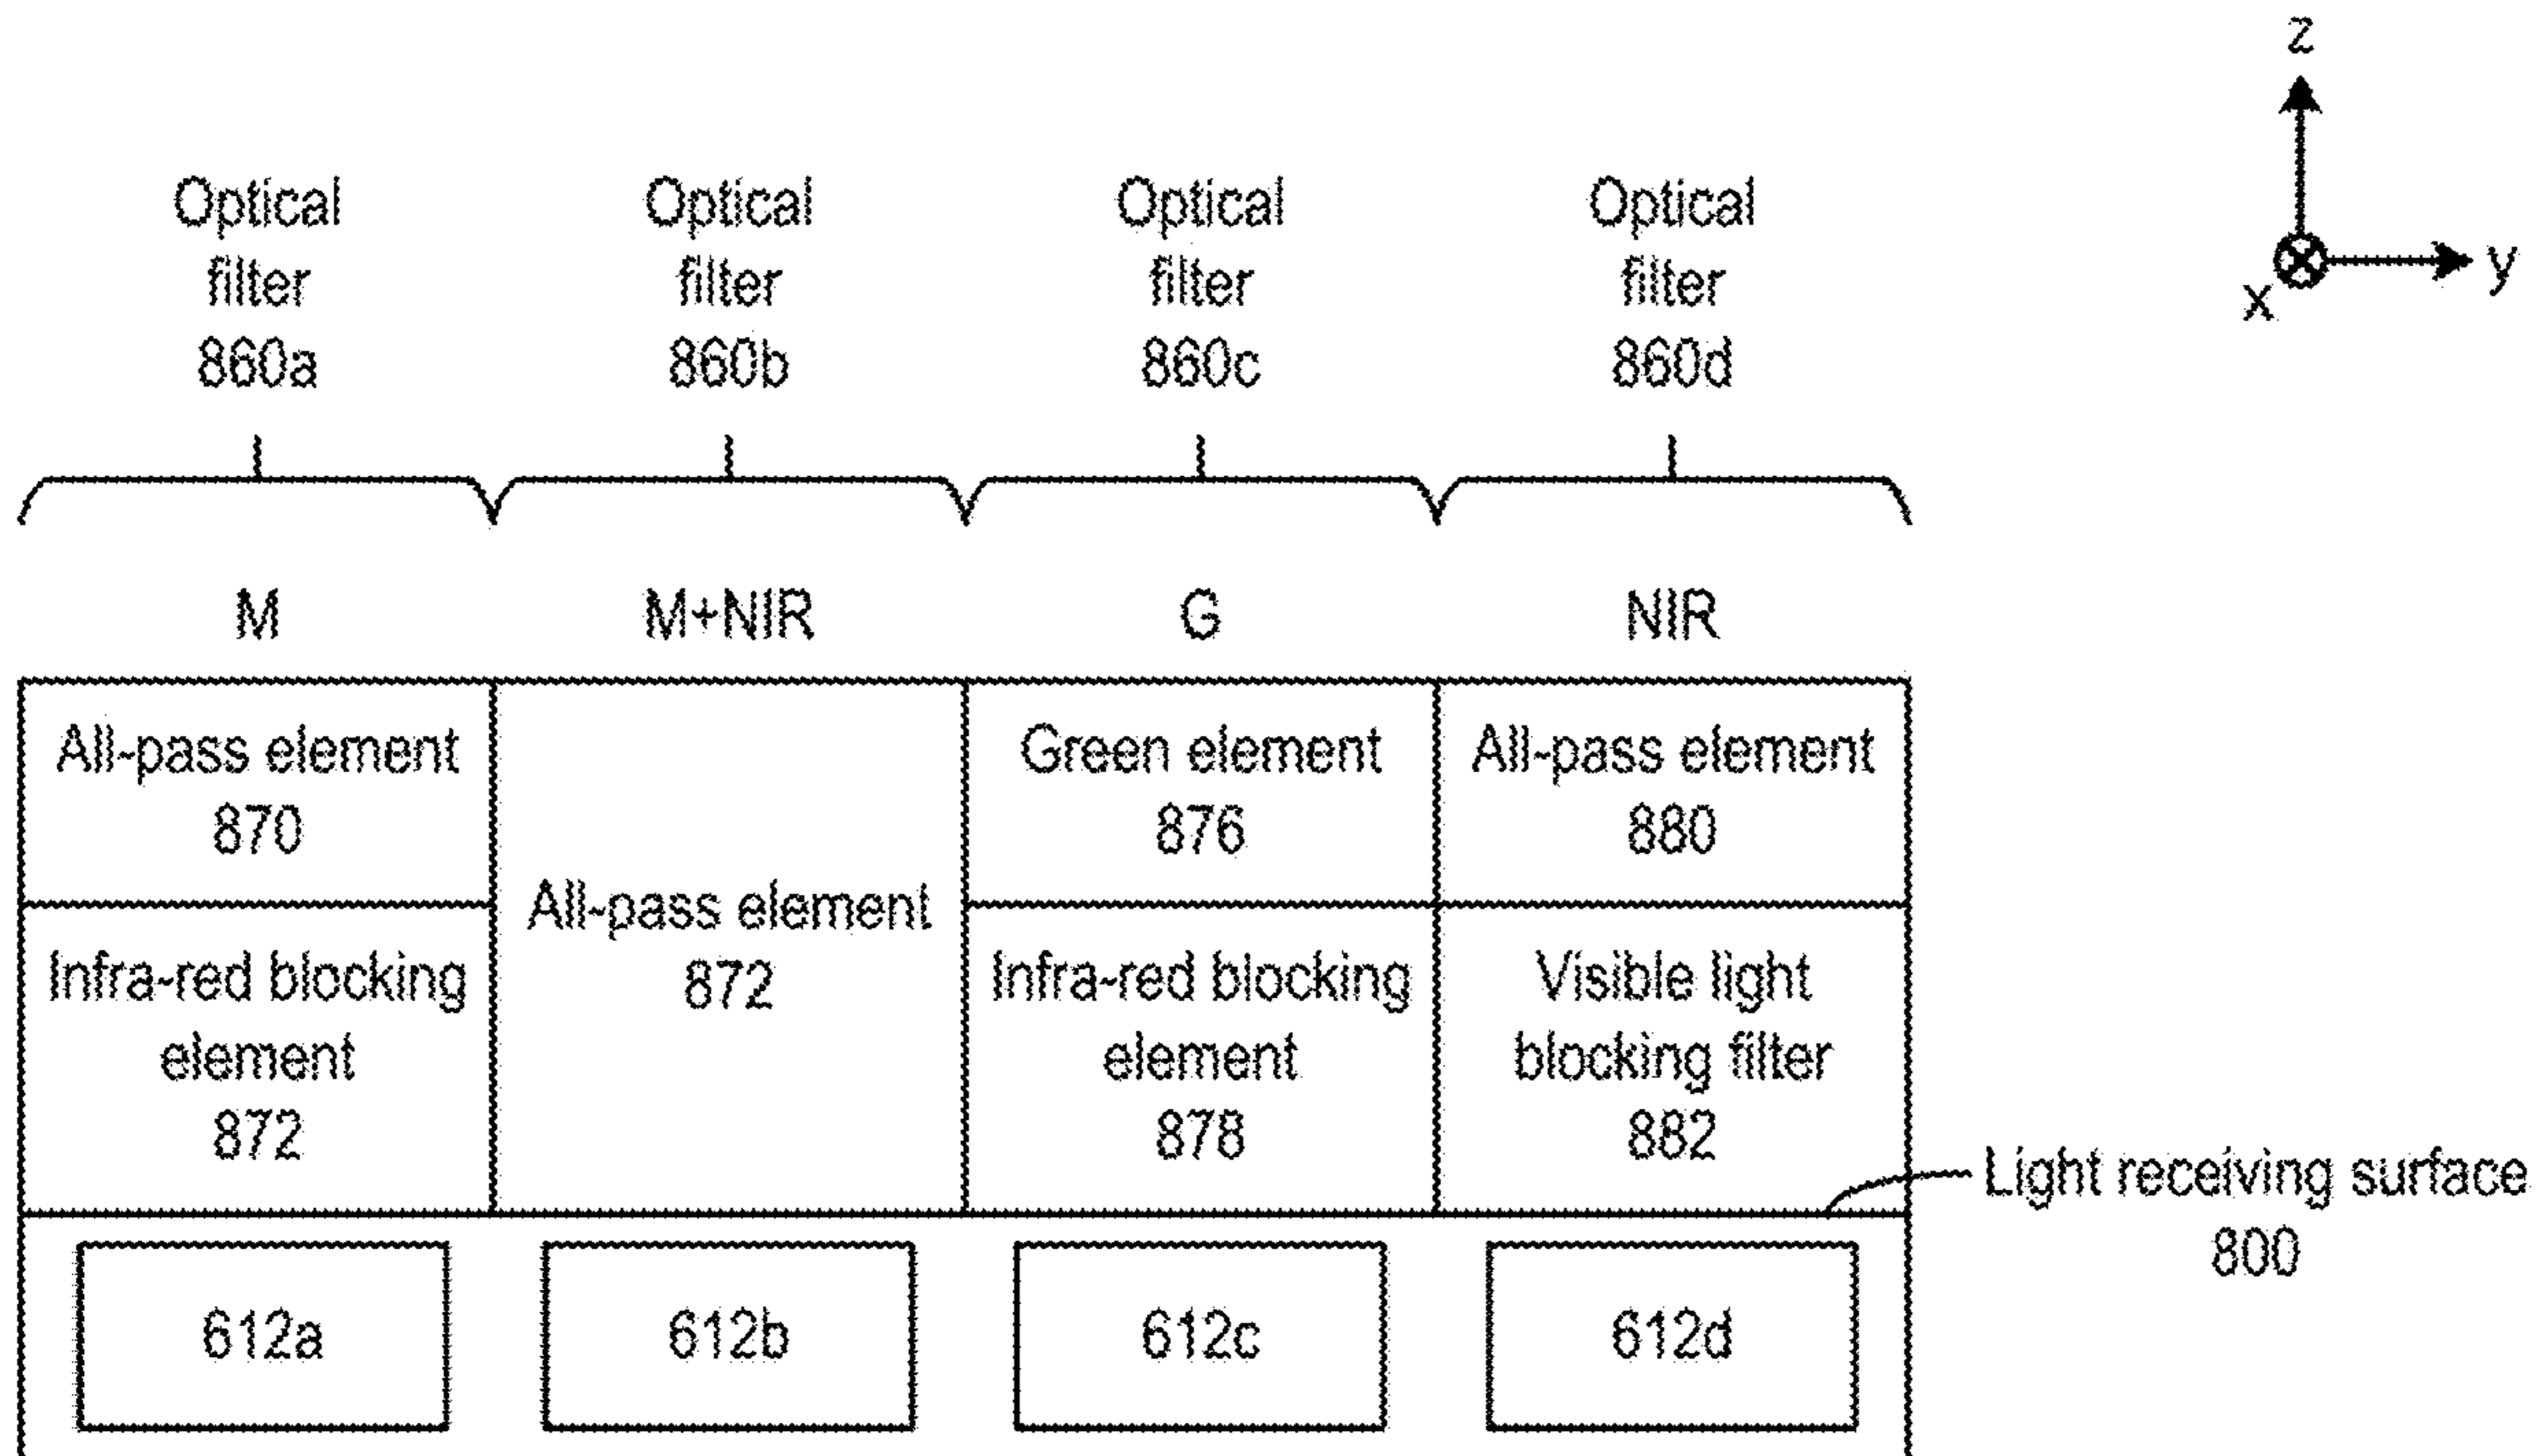 z
y
x
Optical
filter
860a
Optical
filter
860b
Optical
filter
860c
Optical
filter
860d
M
M+NIR
G
NIR
All-pass element
870
Infra-red blocking
element
872
All-pass element
872
Green element
876
Infra-red blocking
element
878
All-pass element
880
Visible light
blocking filter
882
Light receiving surface
800
612a
612b
612c
612d